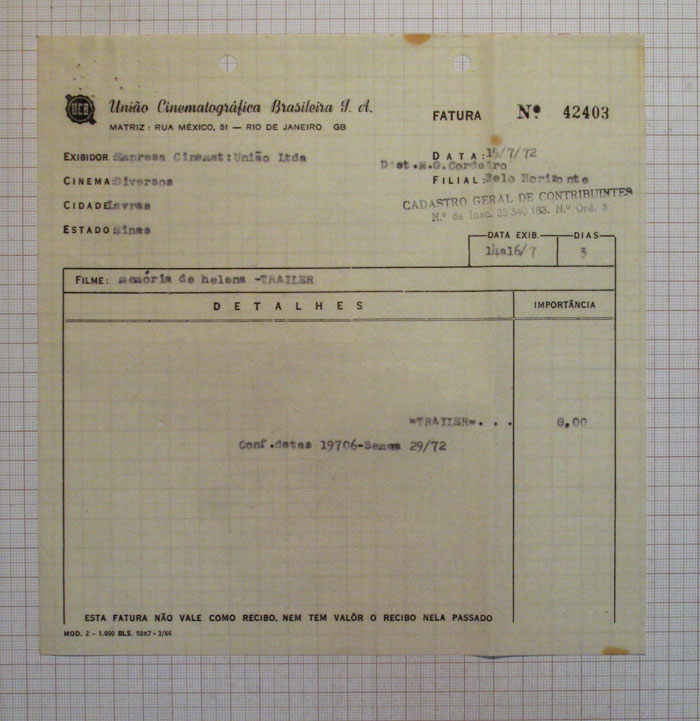 UCB União Cinematográfica Brasileira S. A.
MATRIZ: RUA MÉXICO, 51 — RIO DE JANEIRO GB
FATURA Nº 42403
EXIBIDOR: Empresa Cinemat: União Ltda
DATA: 15/7/72
Dist. M.O. Cordeiro
CINEMA: Diversos
FILIAL: Belo Horizonte
CIDADE: Lavras
CADASTRO GERAL DE CONTRIBUINTES
N.º de Insc. 33 540 183. N.º Ord. 3
ESTADO: Minas
DATA EXIB. DIAS
14a16/7 3
FILME: memória de helena -TRAILER
DETALHES IMPORTÂNCIA
=TRAILER=. . . 8,00
Conf.datas 19706-Semana 29/72
ESTA FATURA NÃO VALE COMO RECIBO, NEM TEM VALÔR O RECIBO NELA PASSADO
MOD. 2 - 1.000 BLS. 50x7 - 3/66